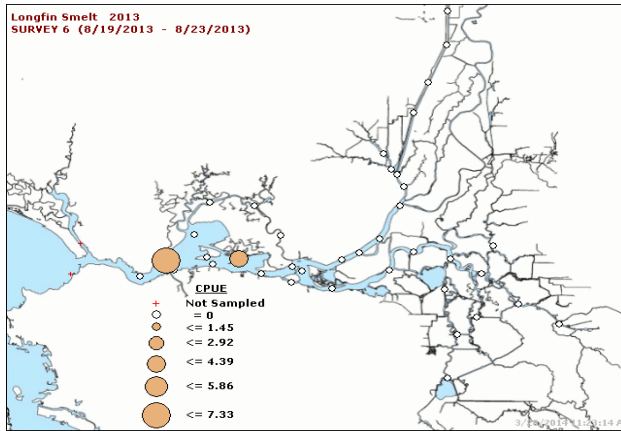 Longfin Smelt 2013
SURVEY 6 (8/19/2013 - 8/23/2013)
CPUE
Not Sampled
= 0
<= 1.45
<= 2.92
<= 4.39
<= 5.86
<= 7.33